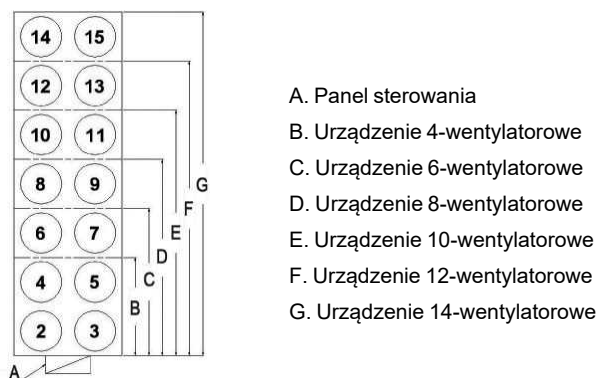 14 15
12 13
10 11
8 9
6 7
4 5
2 3
A
B
C
D
E
F
G
A. Panel sterowania
B. Urządzenie 4-wentylatorowe
C. Urządzenie 6-wentylatorowe
D. Urządzenie 8-wentylatorowe
E. Urządzenie 10-wentylatorowe
F. Urządzenie 12-wentylatorowe
G. Urządzenie 14-wentylatorowe